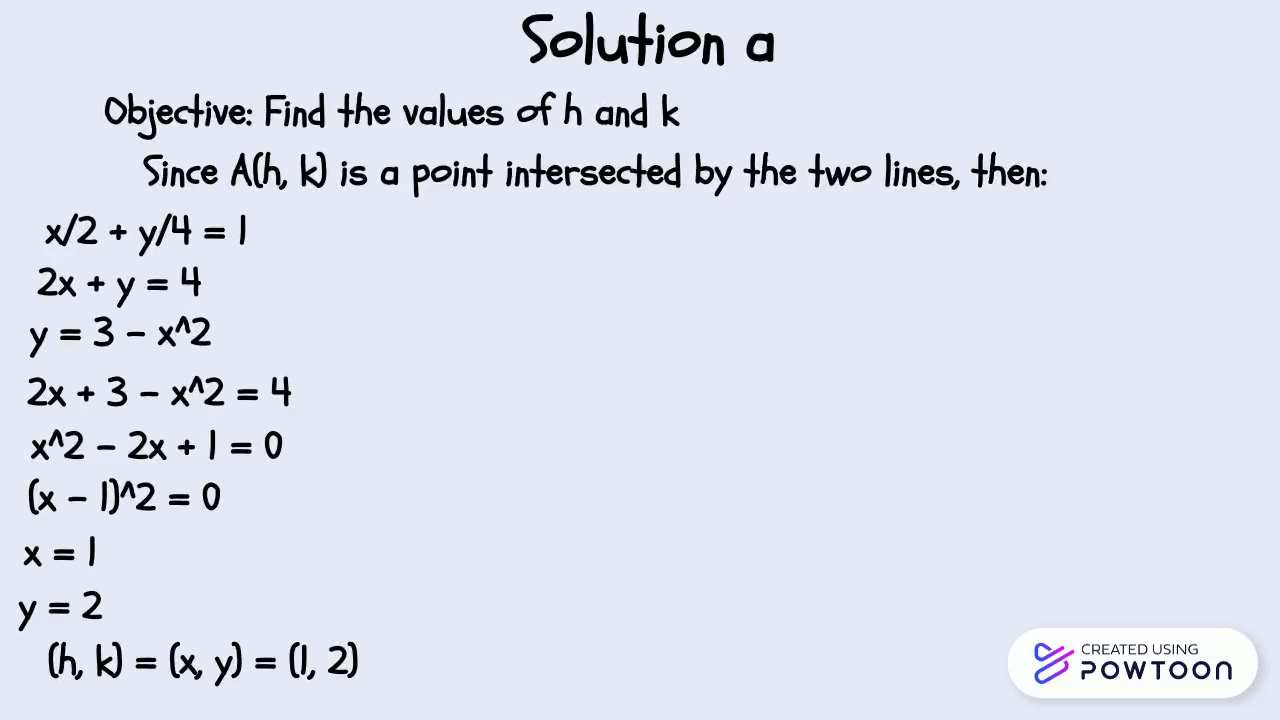 Solution a
Objective: Find the values of h and k
Since A(h, k) is a point intersected by the two lines, then:
x/2 + y/4 = 1
2x + y = 4
y = 3 - x^2
2x + 3 - x^2 = 4
x^2 - 2x + 1 = 0
(x - 1)^2 = 0
x = 1
y = 2
(h, k) = (x, y) = (1, 2)
CREATED USING
POWTOON